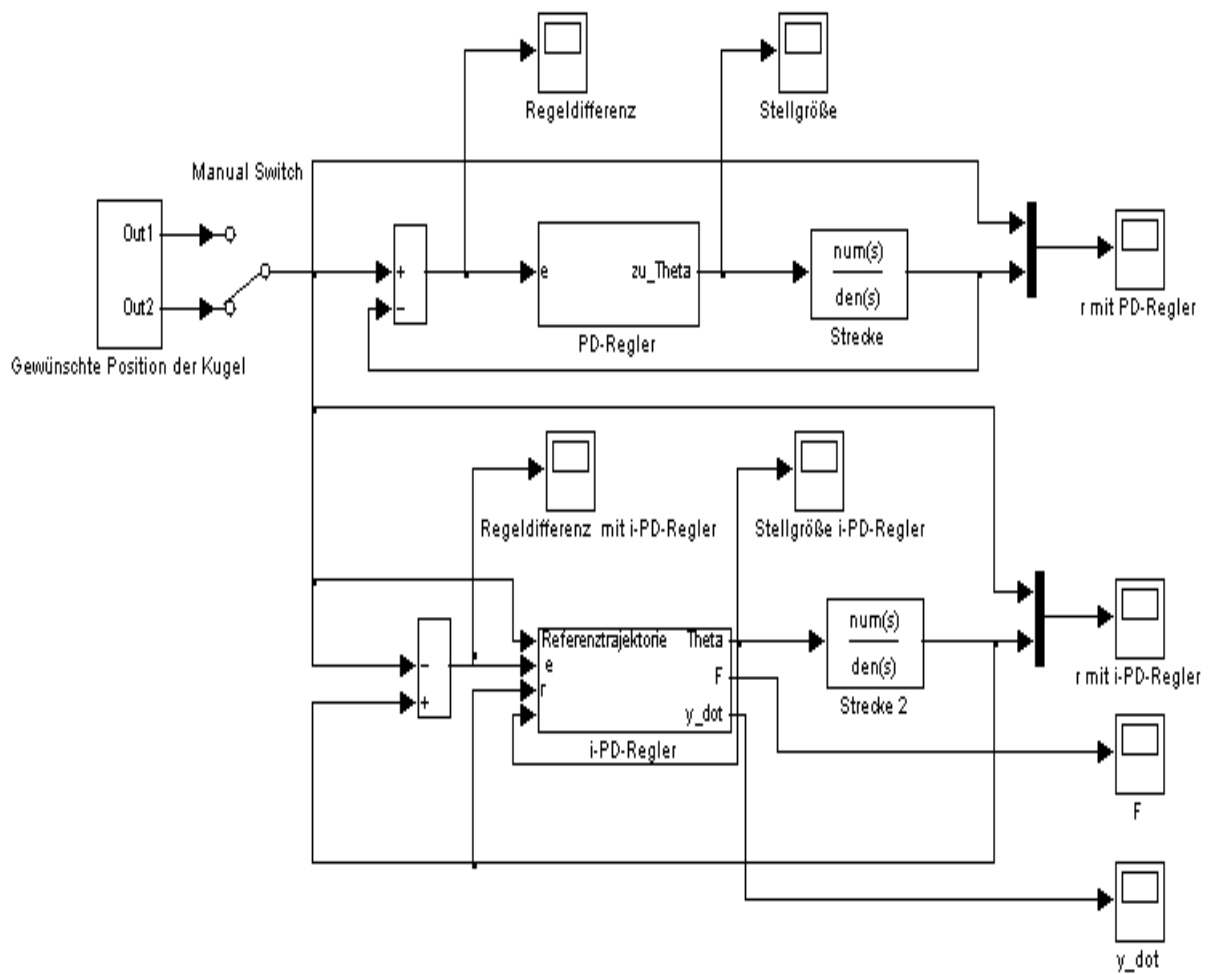 Regeldifferenz
Stellgröße
Manual Switch
Out1
Out2
Gewünschte Position der Kugel
+
−
e
zu_Theta
PD-Regler
num(s)
den(s)
Strecke
r mit PD-Regler
Regeldifferenz mit i-PD-Regler
Stellgröße i-PD-Regler
−
+
Referenztrajektorie
e
r
Theta
F
y_dot
i-PD-Regler
num(s)
den(s)
Strecke 2
r mit i-PD-Regler
F
y_dot